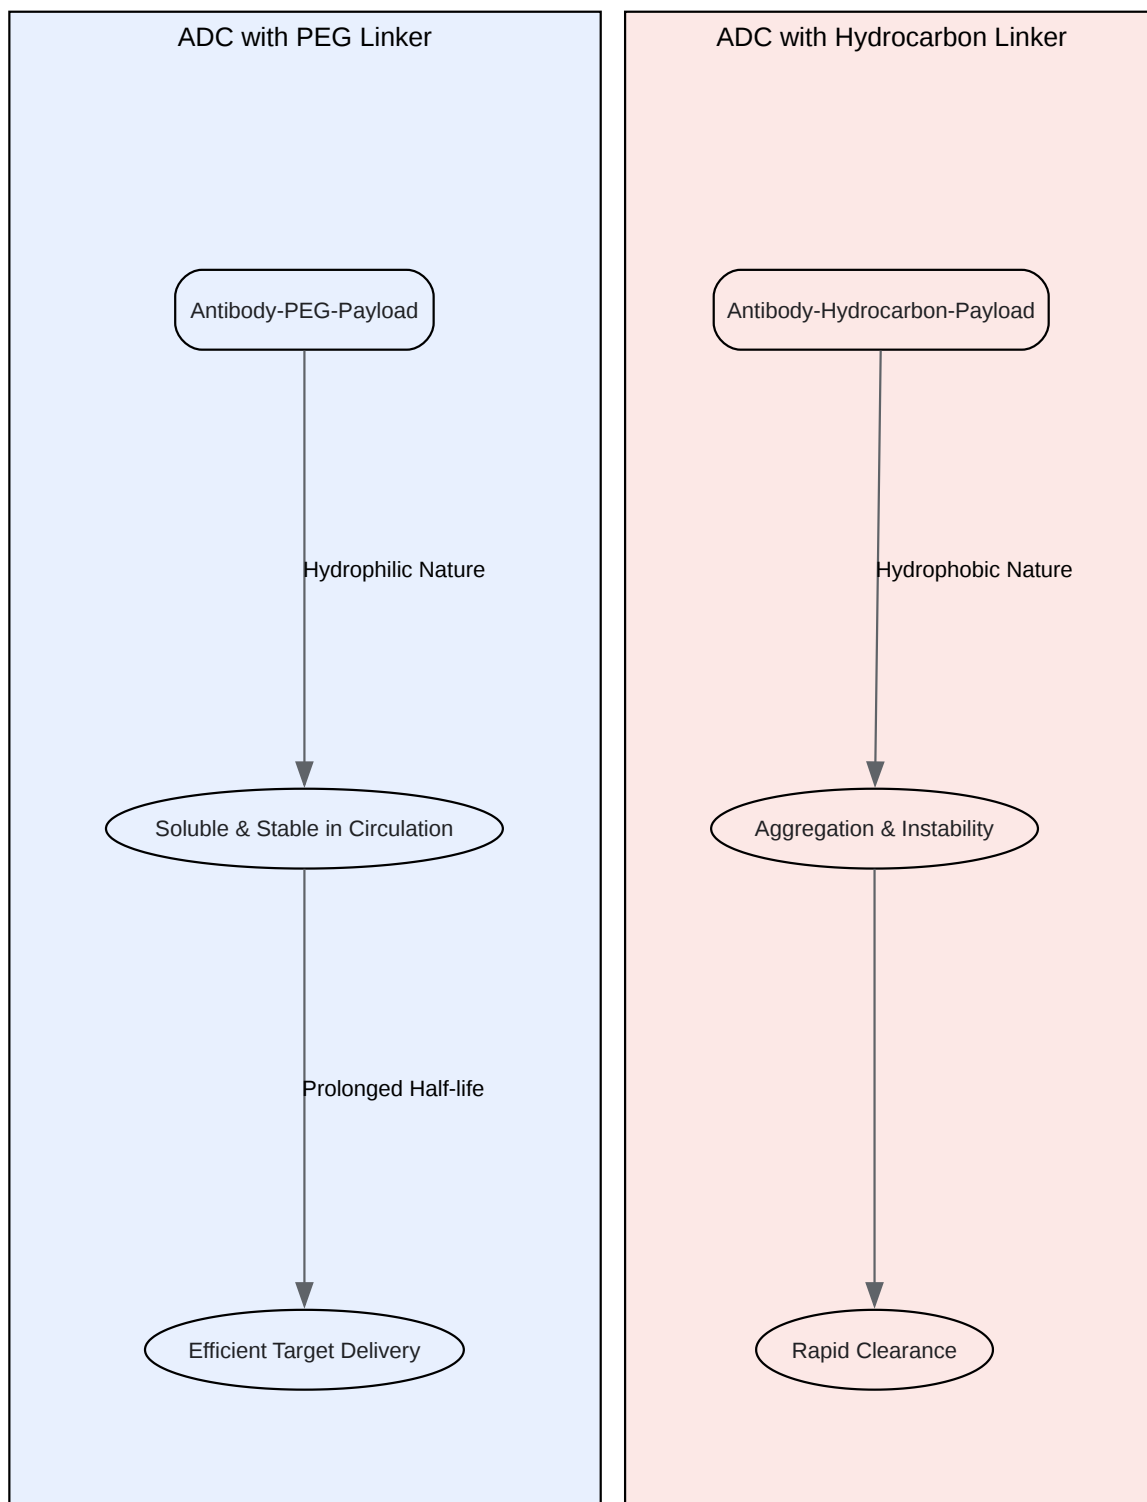 ADC with PEG Linker
Antibody-PEG-Payload
Hydrophilic Nature
Soluble & Stable in Circulation
Prolonged Half-life
Efficient Target Delivery
ADC with Hydrocarbon Linker
Antibody-Hydrocarbon-Payload
Hydrophobic Nature
Aggregation & Instability
Rapid Clearance